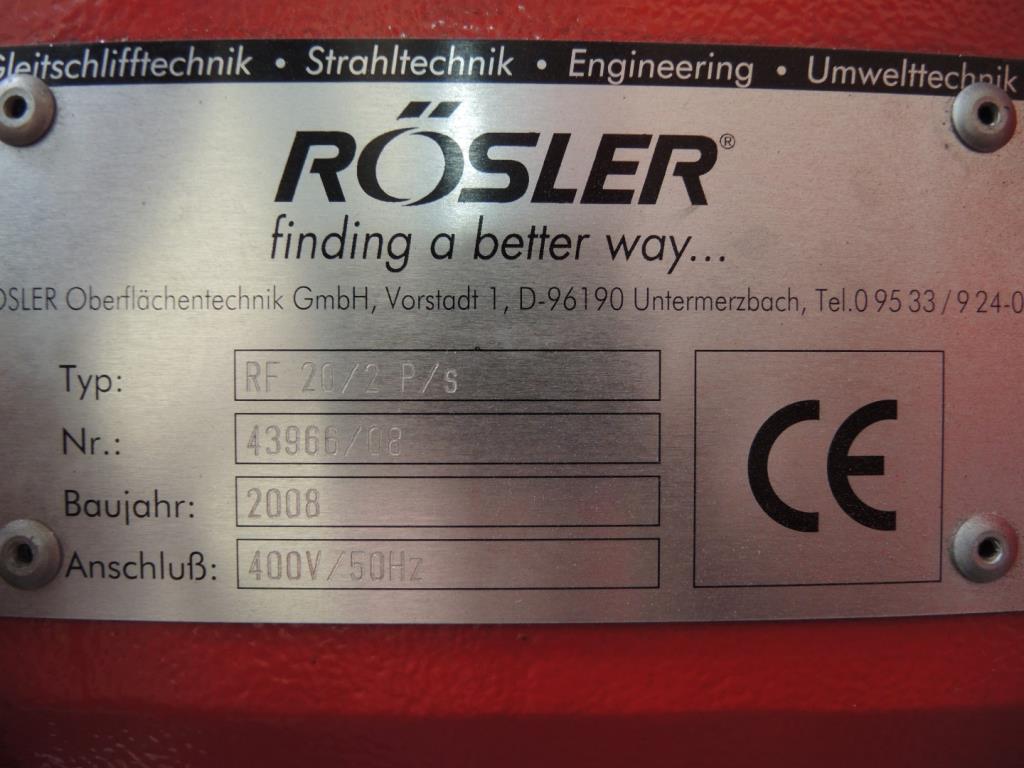 Gleitschlifftechnik • Strahltechnik • Engineering • Umwelttechnik
RÖSLER®
finding a better way...
RÖSLER Oberflächentechnik GmbH, Vorstadt 1, D-96190 Untermerzbach, Tel.0 95 33 / 9 24-0
Typ: RF 20/2 P/s
Nr.: 43966/08
Baujahr: 2008
Anschluß: 400V/50Hz
CE